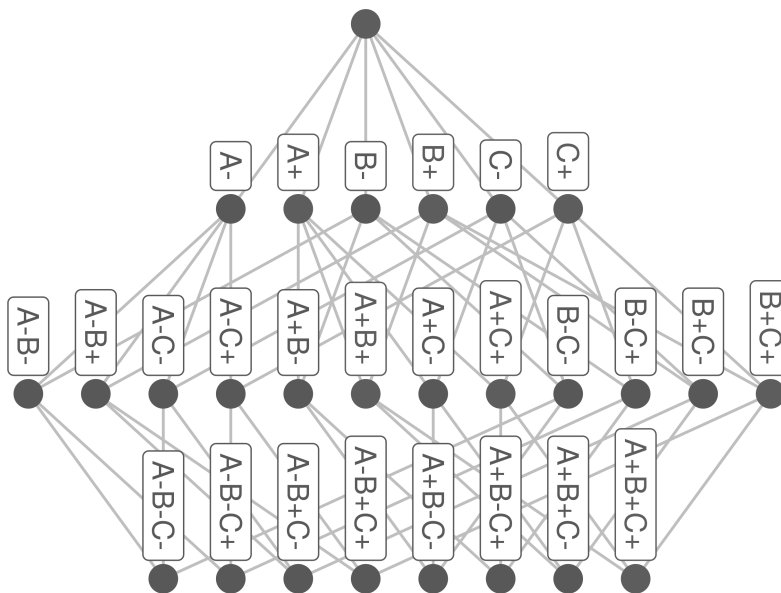 A-
A+
B-
B+
C-
C+
A-B-
A-B+
A-C-
A-C+
A+B-
A+B+
A+C-
A+C+
B-C-
B-C+
B+C-
B+C+
A-B-C-
A-B-C+
A-B+C-
A-B+C+
A+B-C-
A+B-C+
A+B+C-
A+B+C+